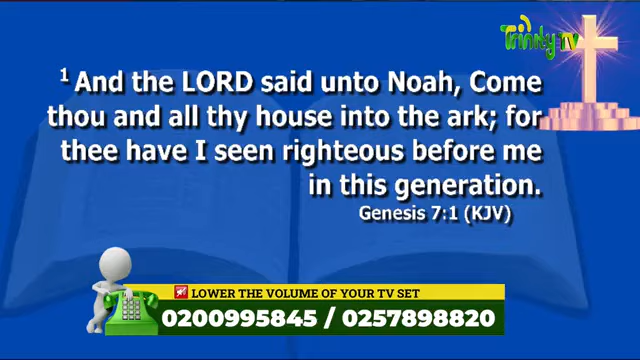 Trinity TV
1 And the LORD said unto Noah, Come
thou and all thy house into the ark; for
thee have I seen righteous before me
in this generation.
Genesis 7:1 (KJV)
LOWER THE VOLUME OF YOUR TV SET
0200995845 / 0257898820